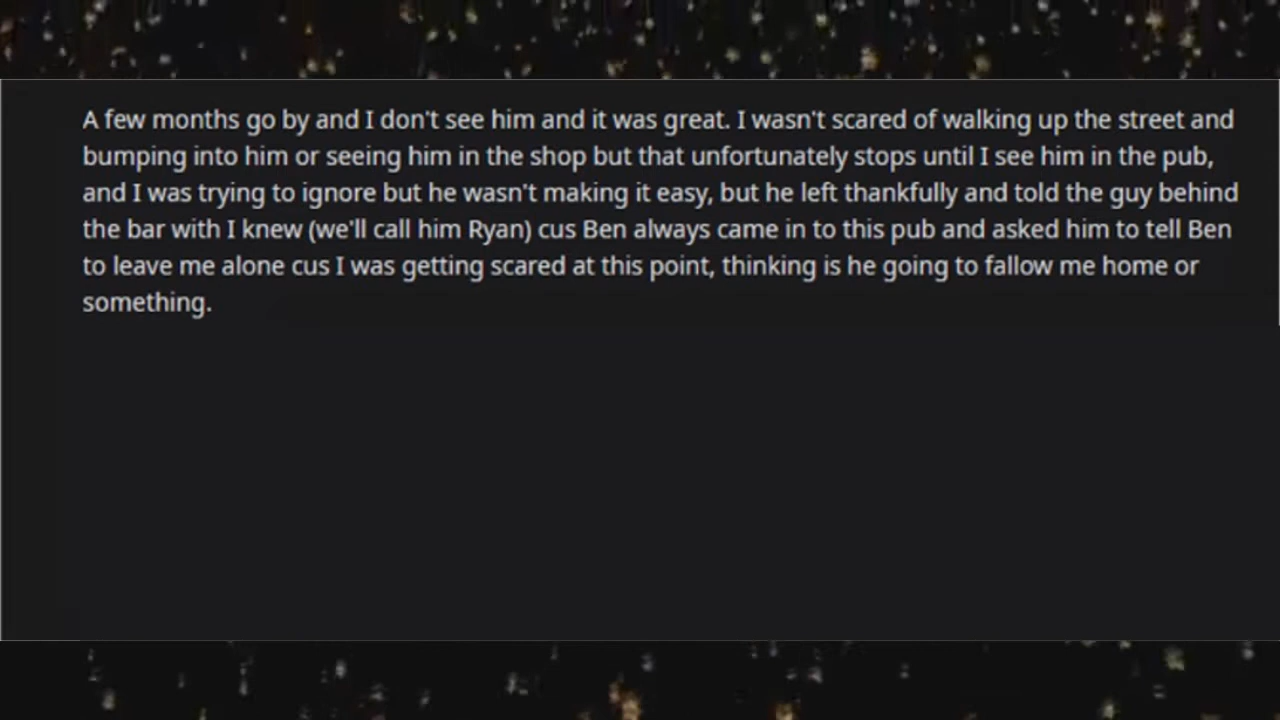 A few months go by and I don't see him and it was great. I wasn't scared of walking up the street and
bumping into him or seeing him in the shop but that unfortunately stops until I see him in the pub,
and I was trying to ignore but he wasn't making it easy, but he left thankfully and told the guy behind
the bar with I knew (we'll call him Ryan) cus Ben always came in to this pub and asked him to tell Ben
to leave me alone cus I was getting scared at this point, thinking is he going to fallow me home or
something.